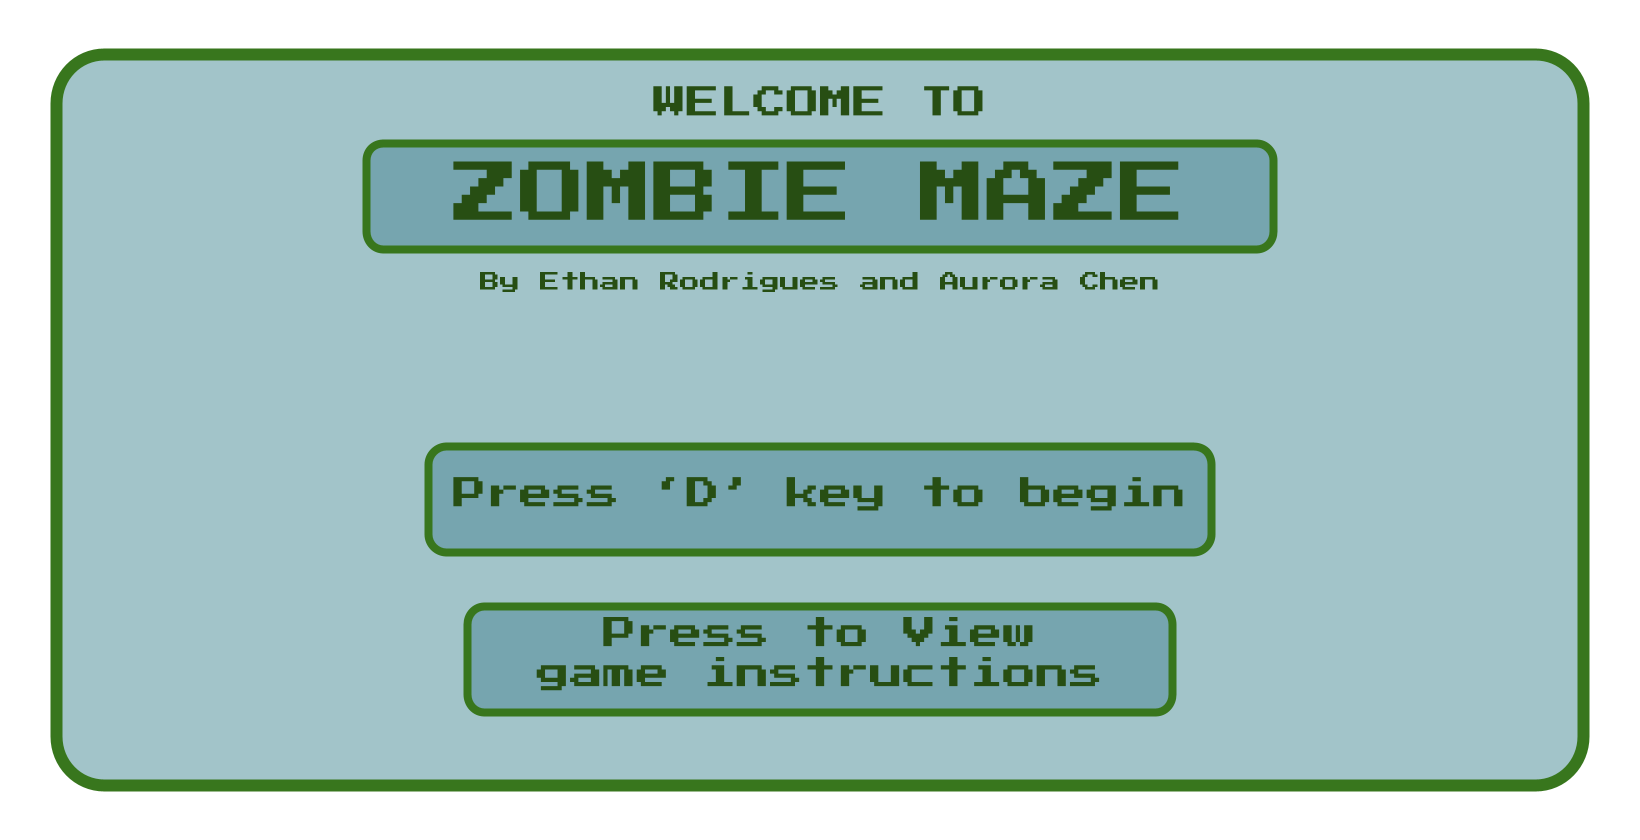 WELCOME TO
ZOMBIE MAZE
By Ethan Rodrigues and Aurora Chen
Press ‘D’ key to begin
Press to View
game instructions